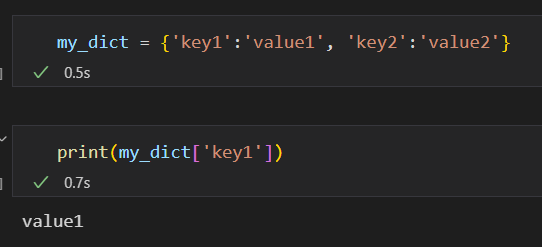 my_dict = {'key1':'value1', 'key2':'value2'}
✓ 0.5s
print(my_dict['key1'])
✓ 0.7s
value1